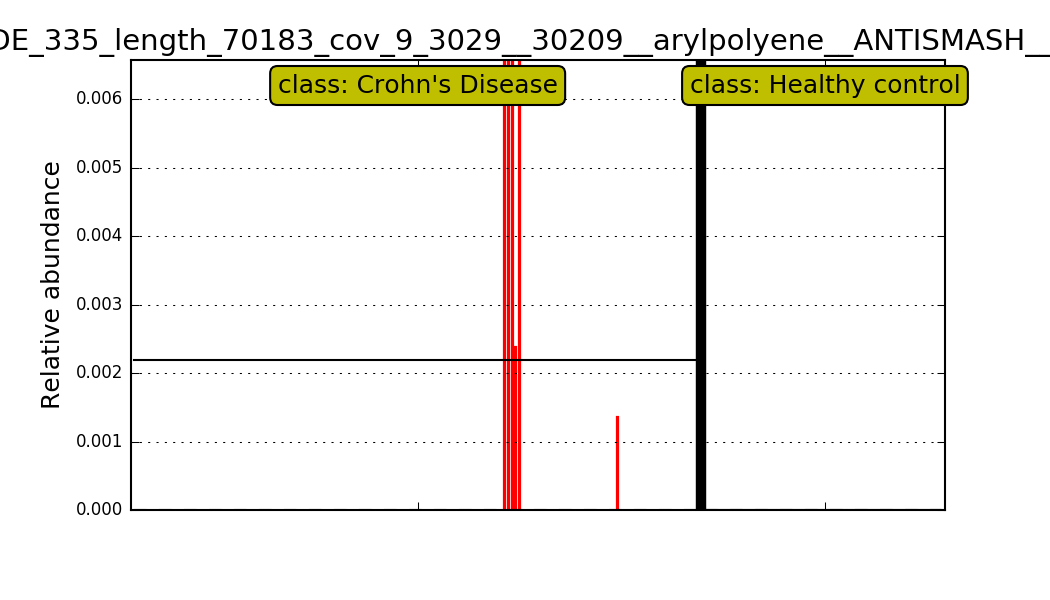 DE_335_length_70183_cov_9_3029__30209__arylpolyene__ANTISMASH__
class: Crohn's Disease
class: Healthy control
Relative abundance
0.006
0.005
0.004
0.003
0.002
0.001
0.000